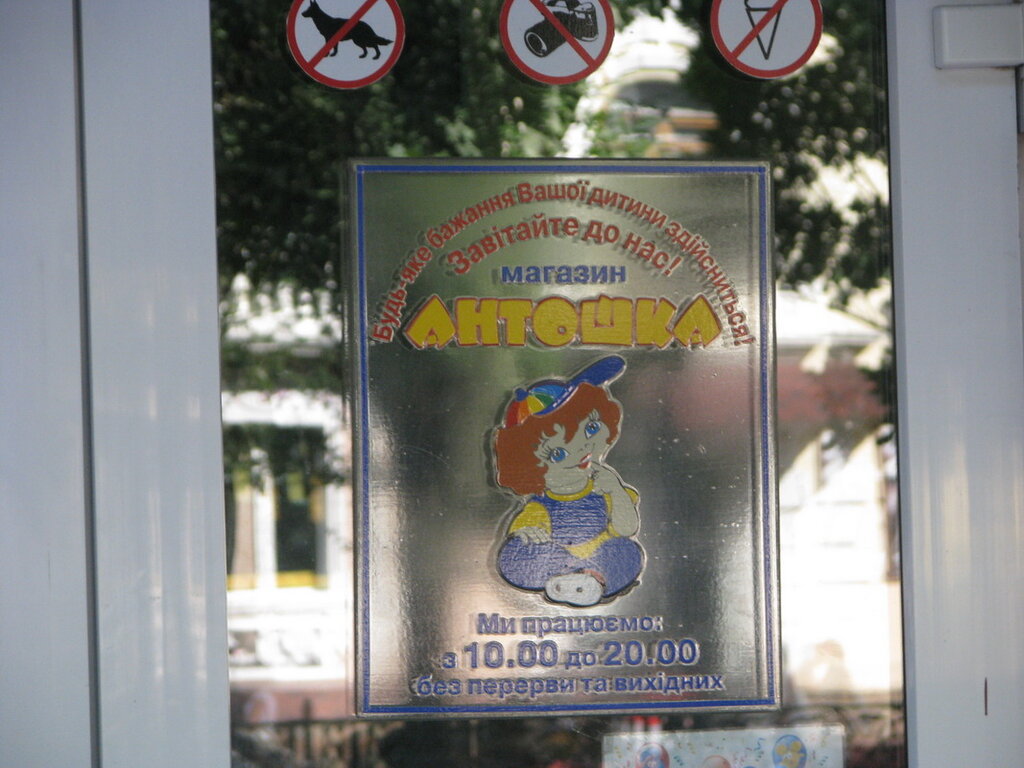 Будь-яке бажання Вашої дитини здійсниться!
Завітайте до нас!
магазин
АНТОШКА
Ми працюємо:
з 10.00 до 20.00
без перерви та вихідних